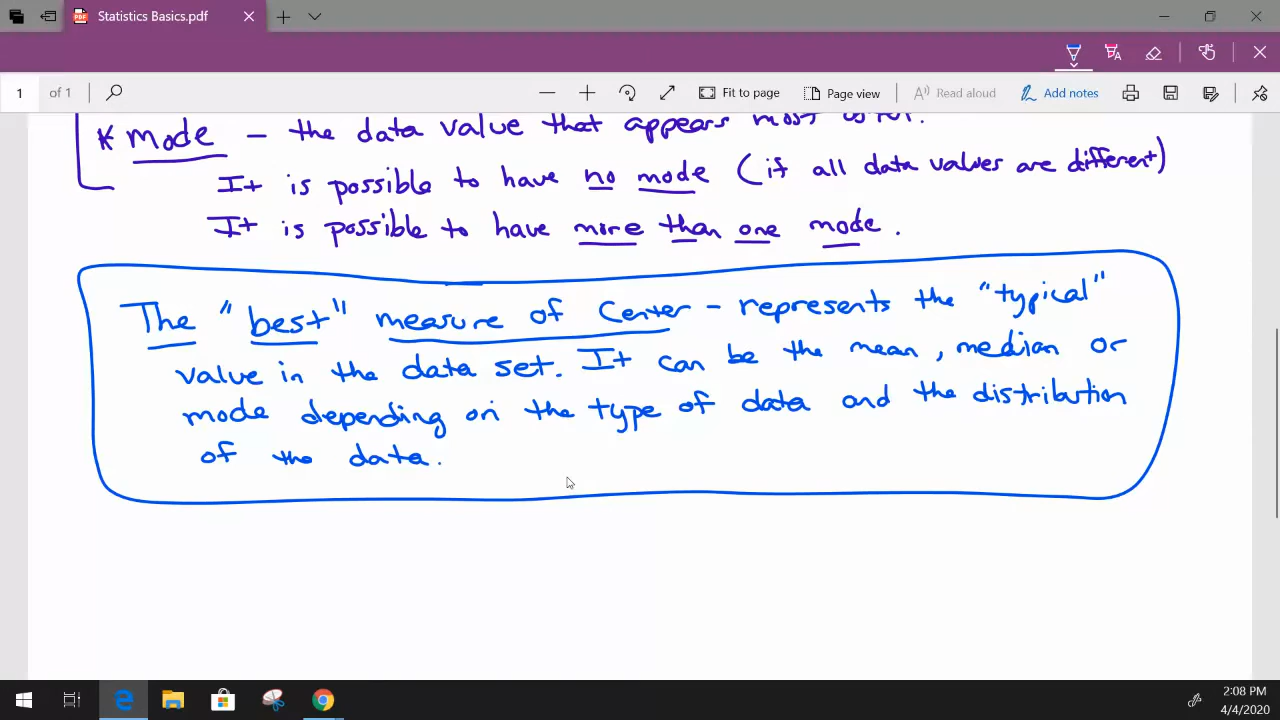 Statistics Basics.pdf
1 of 1 Fit to page Page view Read aloud Add notes
* Mode – the data value that appears most often.
It is possible to have no mode (if all data values are different)
It is possible to have more than one mode.
The "best" measure of Center – represents the "typical"
value in the data set. It can be the mean, median or
mode depending on the type of data and the distribution
of the data.
2:08 PM
4/4/2020